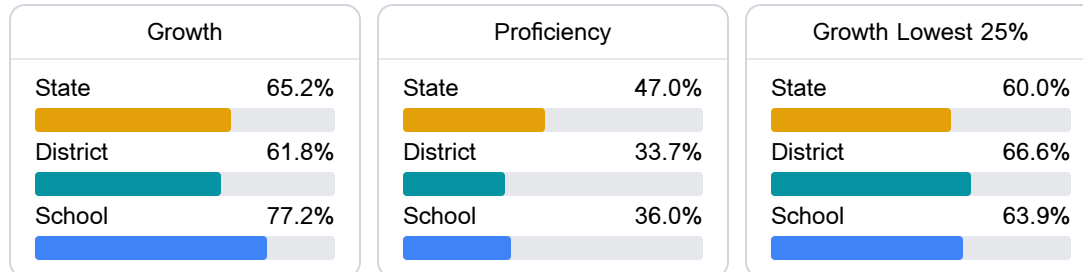 Growth
State 65.2%
District 61.8%
School 77.2%
Proficiency
State 47.0%
District 33.7%
School 36.0%
Growth Lowest 25%
State 60.0%
District 66.6%
School 63.9%